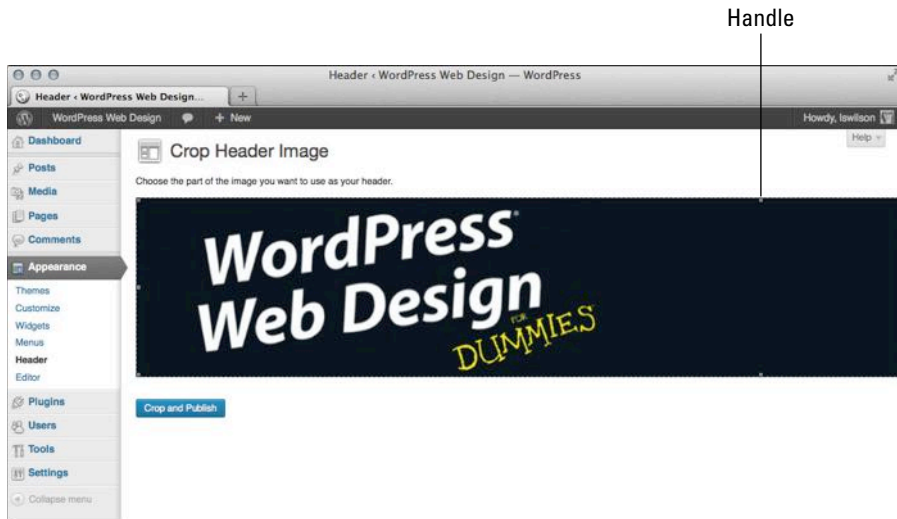 Handle
Header ‹ WordPress Web Design — WordPress
Header ‹ WordPress Web Design... +
WordPress Web Design + New Howdy, lswilson
Help
Dashboard
Posts
Media
Pages
Comments
Appearance
Themes
Customize
Widgets
Menus
Header
Editor
Plugins
Users
Tools
Settings
Collapse menu
Crop Header Image
Choose the part of the image you want to use as your header.
WordPress
Web Design
FOR
DUMMIES
Crop and Publish